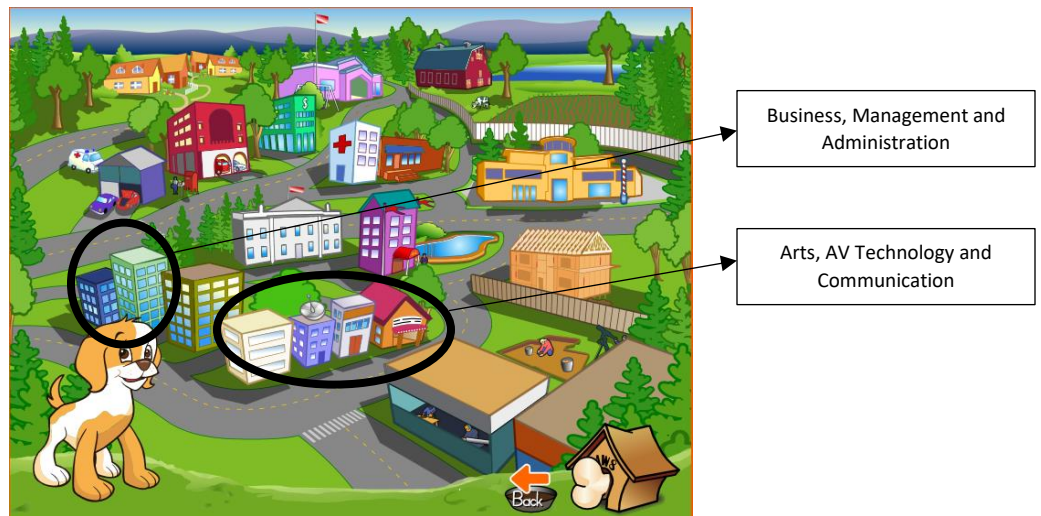 Business, Management and
Administration
Arts, AV Technology and
Communication
$
Back